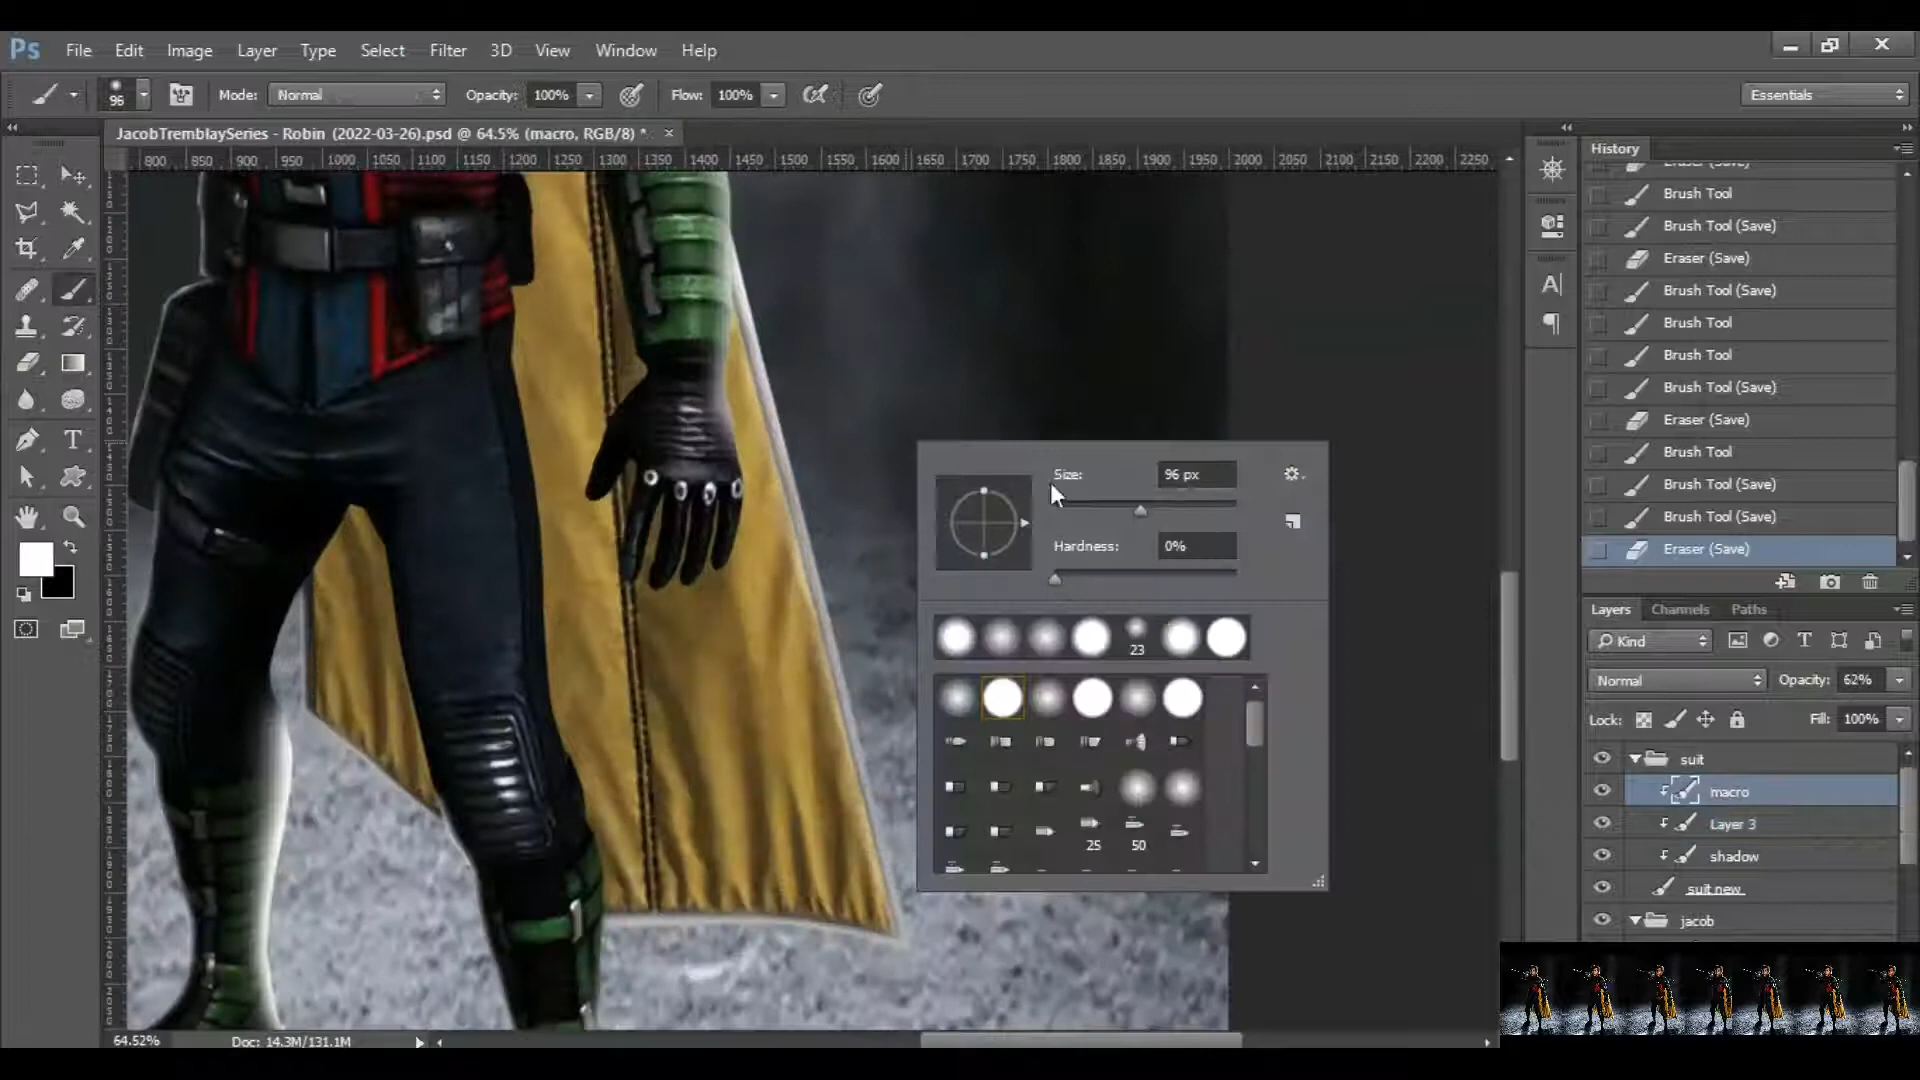 Ps File Edit Image Layer Type Select Filter 3D View Window Help
96 Mode: Normal Opacity: 100% Flow: 100% Essentials
JacobTremblaySeries - Robin (2022-03-26).psd @ 64.5% (macro, RGB/8) *
800 850 900 950 1000 1050 1100 1150 1200 1250 1300 1350 1400 1450 1500 1550 1600 1650 1700 1750 1800 1850 1900 1950 2000 2050 2100 2150 2200 2250
History
Eraser (Save)
Brush Tool
Brush Tool (Save)
Eraser (Save)
Brush Tool (Save)
Brush Tool
Brush Tool
Brush Tool (Save)
Eraser (Save)
Brush Tool
Brush Tool (Save)
Brush Tool (Save)
Eraser (Save)
Size: 96 px
Hardness: 0%
23
25 50
Layers Channels Paths
Kind
Normal Opacity: 62%
Lock: Fill: 100%
suit
macro
Layer 3
shadow
suit new
jacob
64.52% Doc: 14.3M/131.1M